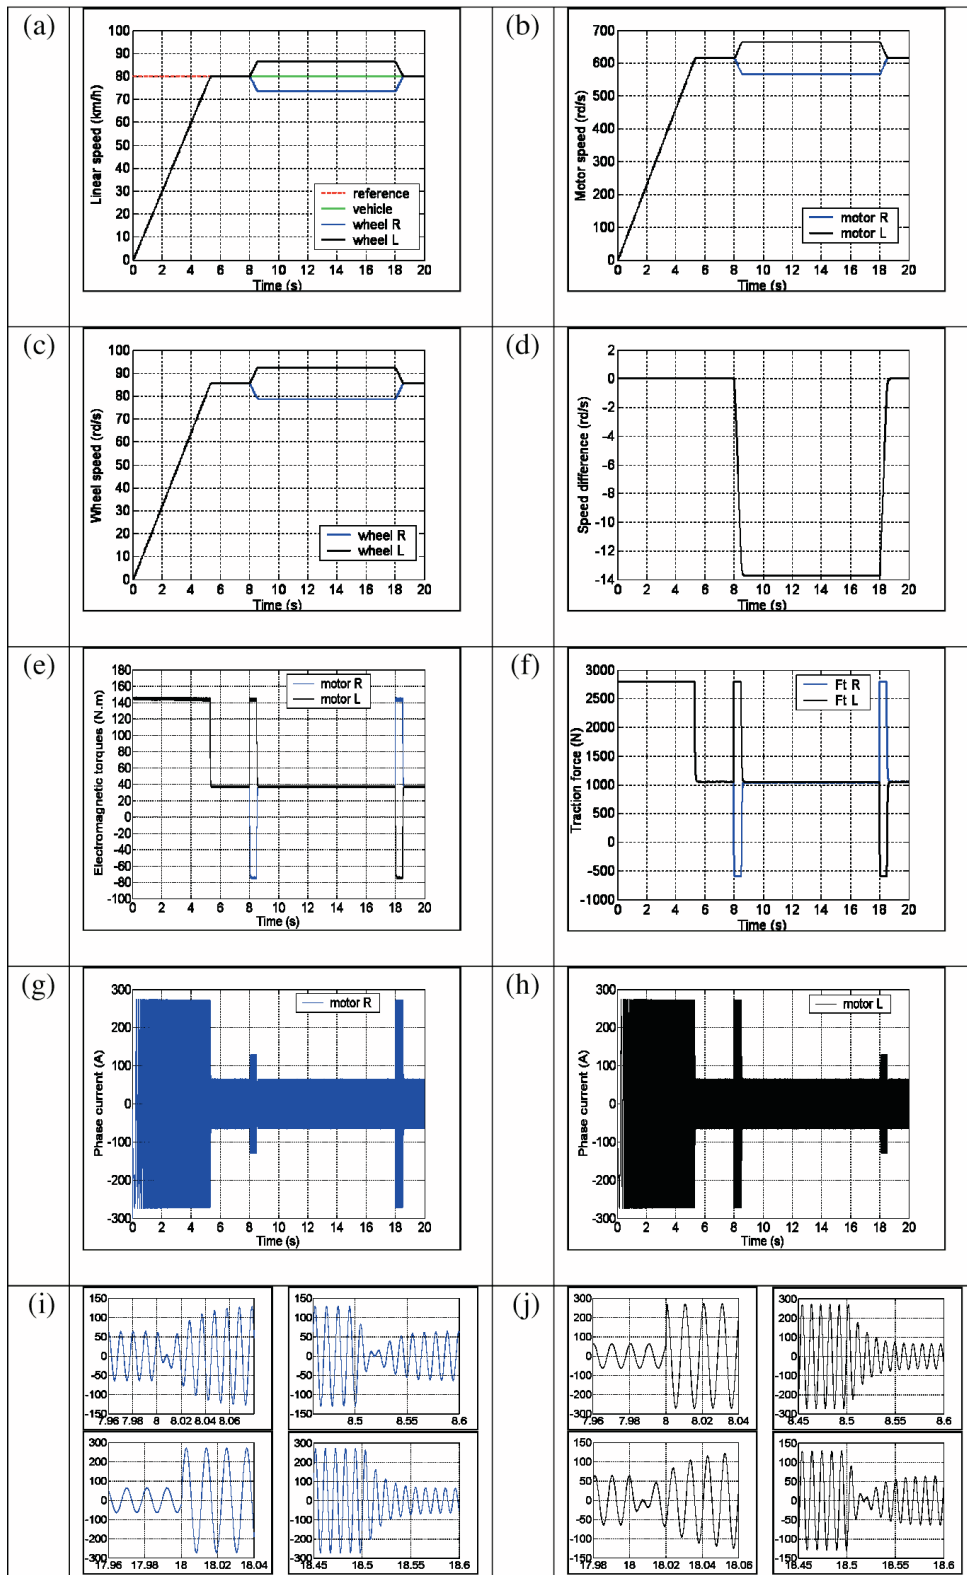 (a)
100
90
80
70
60
50
40
30
20
10
0
Linear speed (km/h)
reference
vehicle
wheel R
wheel L
0 2 4 6 8 10 12 14 16 18 20
Time (s)
(b)
700
600
500
400
300
200
100
0
Motor speed (rd/s)
motor R
motor L
0 2 4 6 8 10 12 14 16 18 20
Time (s)
(c)
100
90
80
70
60
50
40
30
20
10
0
Wheel speed (rd/s)
wheel R
wheel L
0 2 4 6 8 10 12 14 16 18 20
Time (s)
(d)
2
0
-2
-4
-6
-8
-10
-12
-14
Speed difference (rd/s)
0 2 4 6 8 10 12 14 16 18 20
Time (s)
(e)
180
160
140
120
100
80
60
40
20
0
-20
-40
-60
-80
-100
Electromagnetic torques (N.m)
motor R
motor L
0 2 4 6 8 10 12 14 16 18 20
Time (s)
(f)
3000
2500
2000
1500
1000
500
0
-500
-1000
Traction force (N)
Ft R
Ft L
0 2 4 6 8 10 12 14 16 18 20
Time (s)
(g)
300
200
100
0
-100
-200
-300
Phase current (A)
motor R
0 2 4 6 8 10 12 14 16 18 20
Time (s)
(h)
300
200
100
0
-100
-200
-300
Phase current (A)
motor L
0 2 4 6 8 10 12 14 16 18 20
Time (s)
(i)
150
100
50
0
-50
-100
-150
7.96 7.98 8 8.02 8.04 8.06
150
100
50
0
-50
-100
-150
8.5 8.55 8.6
300
200
100
0
-100
-200
-300
17.96 17.98 18 18.02 18.04
300
200
100
0
-100
-200
-300
18.45 18.5 18.55 18.6
(j)
300
200
100
0
-100
-200
-300
7.96 7.98 8 8.02 8.04
300
200
100
0
-100
-200
-300
8.45 8.5 8.55 8.6
150
100
50
0
-50
-100
-150
17.96 18 18.02 18.04 18.06
150
100
50
0
-50
-100
-150
18.45 18.5 18.55 18.6